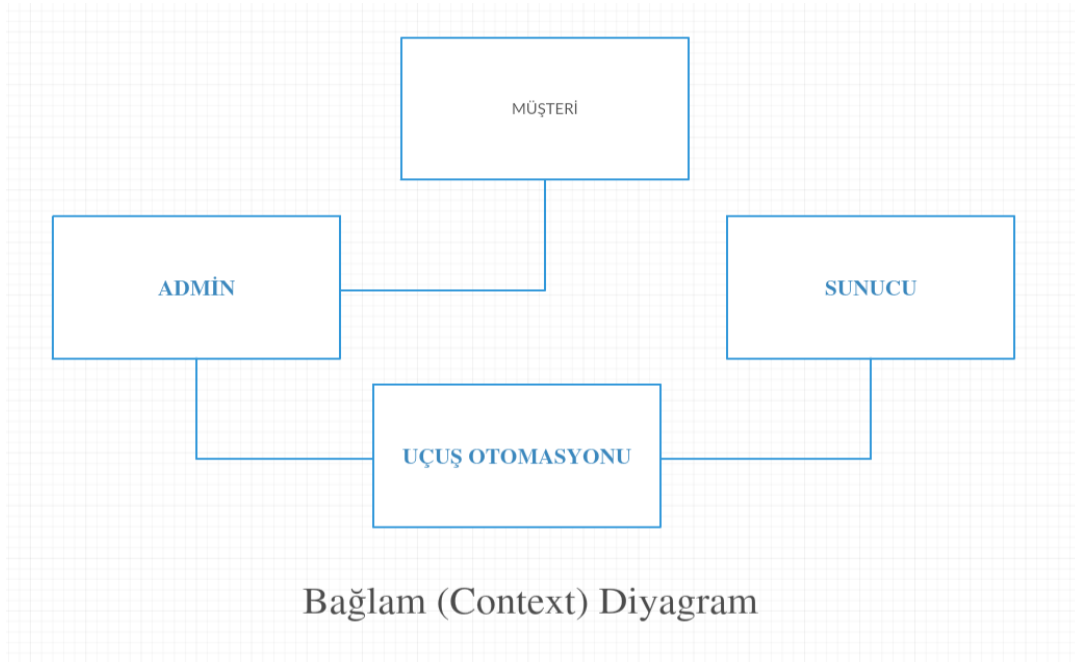 MÜŞTERİ
ADMİN
SUNUCU
UÇUŞ OTOMASYONU
Bağlam (Context) Diyagram